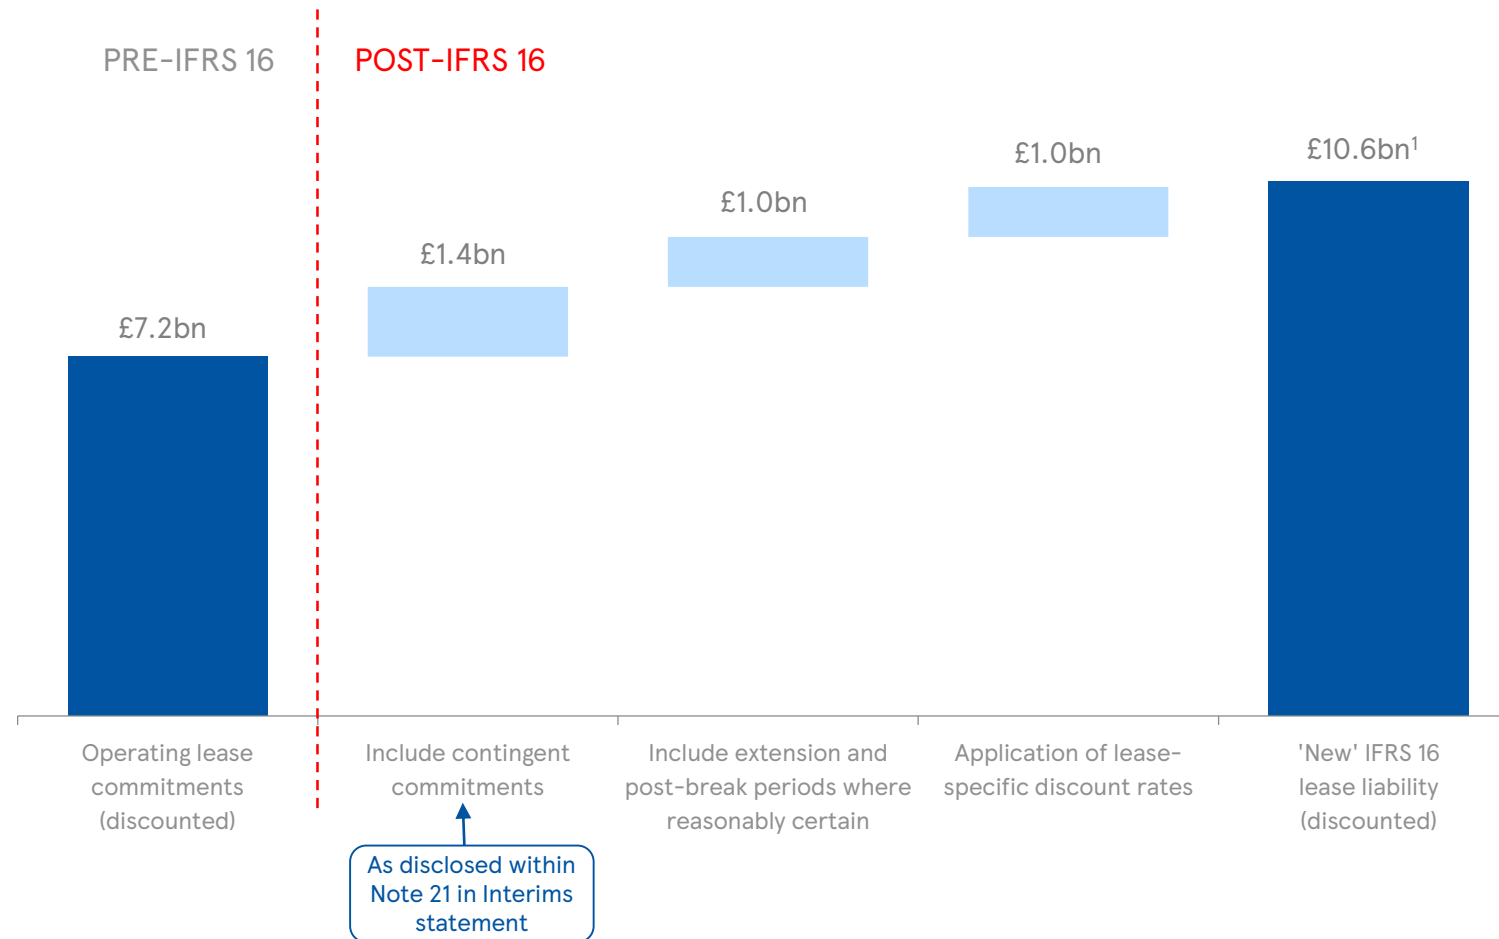 PRE-IFRS 16
POST-IFRS 16
£7.2bn
£1.4bn
£1.0bn
£1.0bn
£10.6bn¹
Operating lease
commitments
(discounted)
Include contingent
commitments
Include extension and
post-break periods where
reasonably certain
Application of lease-
specific discount rates
'New' IFRS 16
lease liability
(discounted)
As disclosed within
Note 21 in Interims
statement